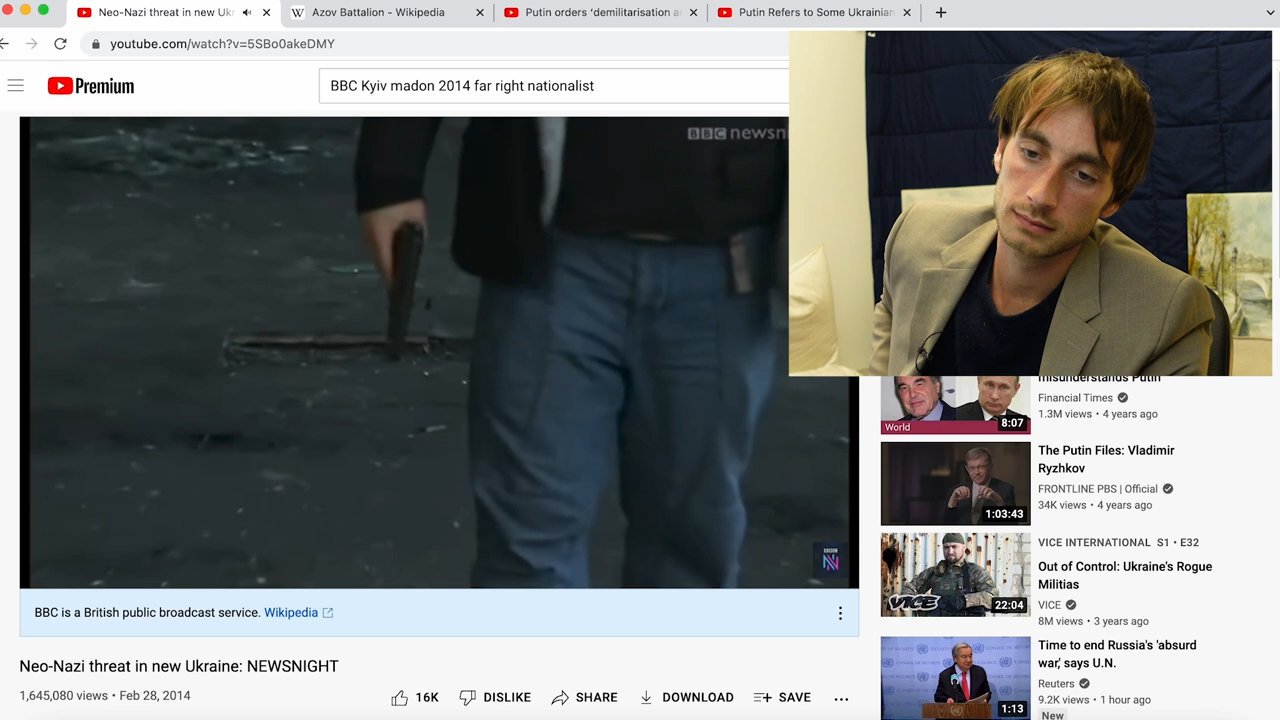 Neo-Nazi threat in new Ukr
Azov Battalion - Wikipe
Putin orders 'demilitarisation a
Putin Refers to Some Ukrainian
youtube.com/watch?v=5SBo0akeDMY
Premium
BBC Kyiv madon 2014 far right nationalist
BBC newsni
misunderstands Putin
Financial Times
1.3M views • 4 years ago
World
8:07
The Putin Files: Vladimir
Ryzhkov
FRONTLINE PBS | Official
34K views • 4 years ago
1:03:43
VICE INTERNATIONAL S1 • E32
Out of Control: Ukraine's Rogue
Militias
VICE
8M views • 3 years ago
VICE
22:04
Time to end Russia's 'absurd
war,' says U.N.
Reuters
9.2K views • 1 hour ago
New
1:13
BBC is a British public broadcast service. Wikipedia
Neo-Nazi threat in new Ukraine: NEWSNIGHT
1,645,080 views • Feb 28, 2014
16K
DISLIKE
SHARE
DOWNLOAD
SAVE